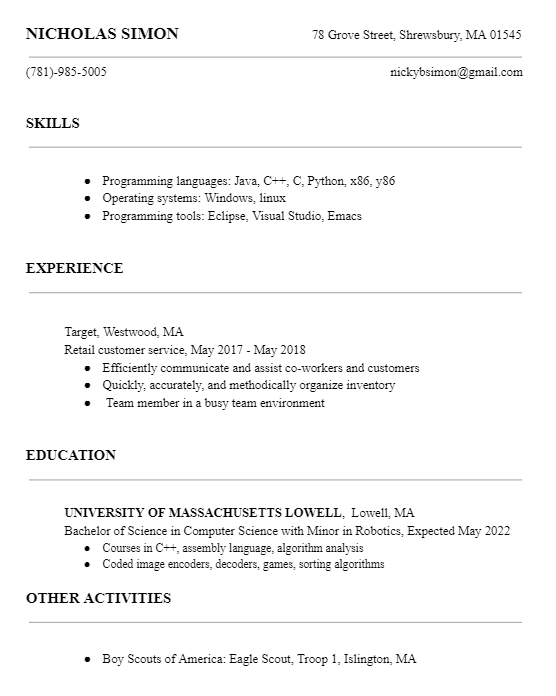 NICHOLAS SIMON 78 Grove Street, Shrewsbury, MA 01545
(781)-985-5005 nickybsimon@gmail.com
SKILLS
● Programming languages: Java, C++, C, Python, x86, y86
● Operating systems: Windows, linux
● Programming tools: Eclipse, Visual Studio, Emacs
EXPERIENCE
Target, Westwood, MA
Retail customer service, May 2017 - May 2018
● Efficiently communicate and assist co-workers and customers
● Quickly, accurately, and methodically organize inventory
● Team member in a busy team environment
EDUCATION
UNIVERSITY OF MASSACHUSETTS LOWELL, Lowell, MA
Bachelor of Science in Computer Science with Minor in Robotics, Expected May 2022
● Courses in C++, assembly language, algorithm analysis
● Coded image encoders, decoders, games, sorting algorithms
OTHER ACTIVITIES
● Boy Scouts of America: Eagle Scout, Troop 1, Islington, MA